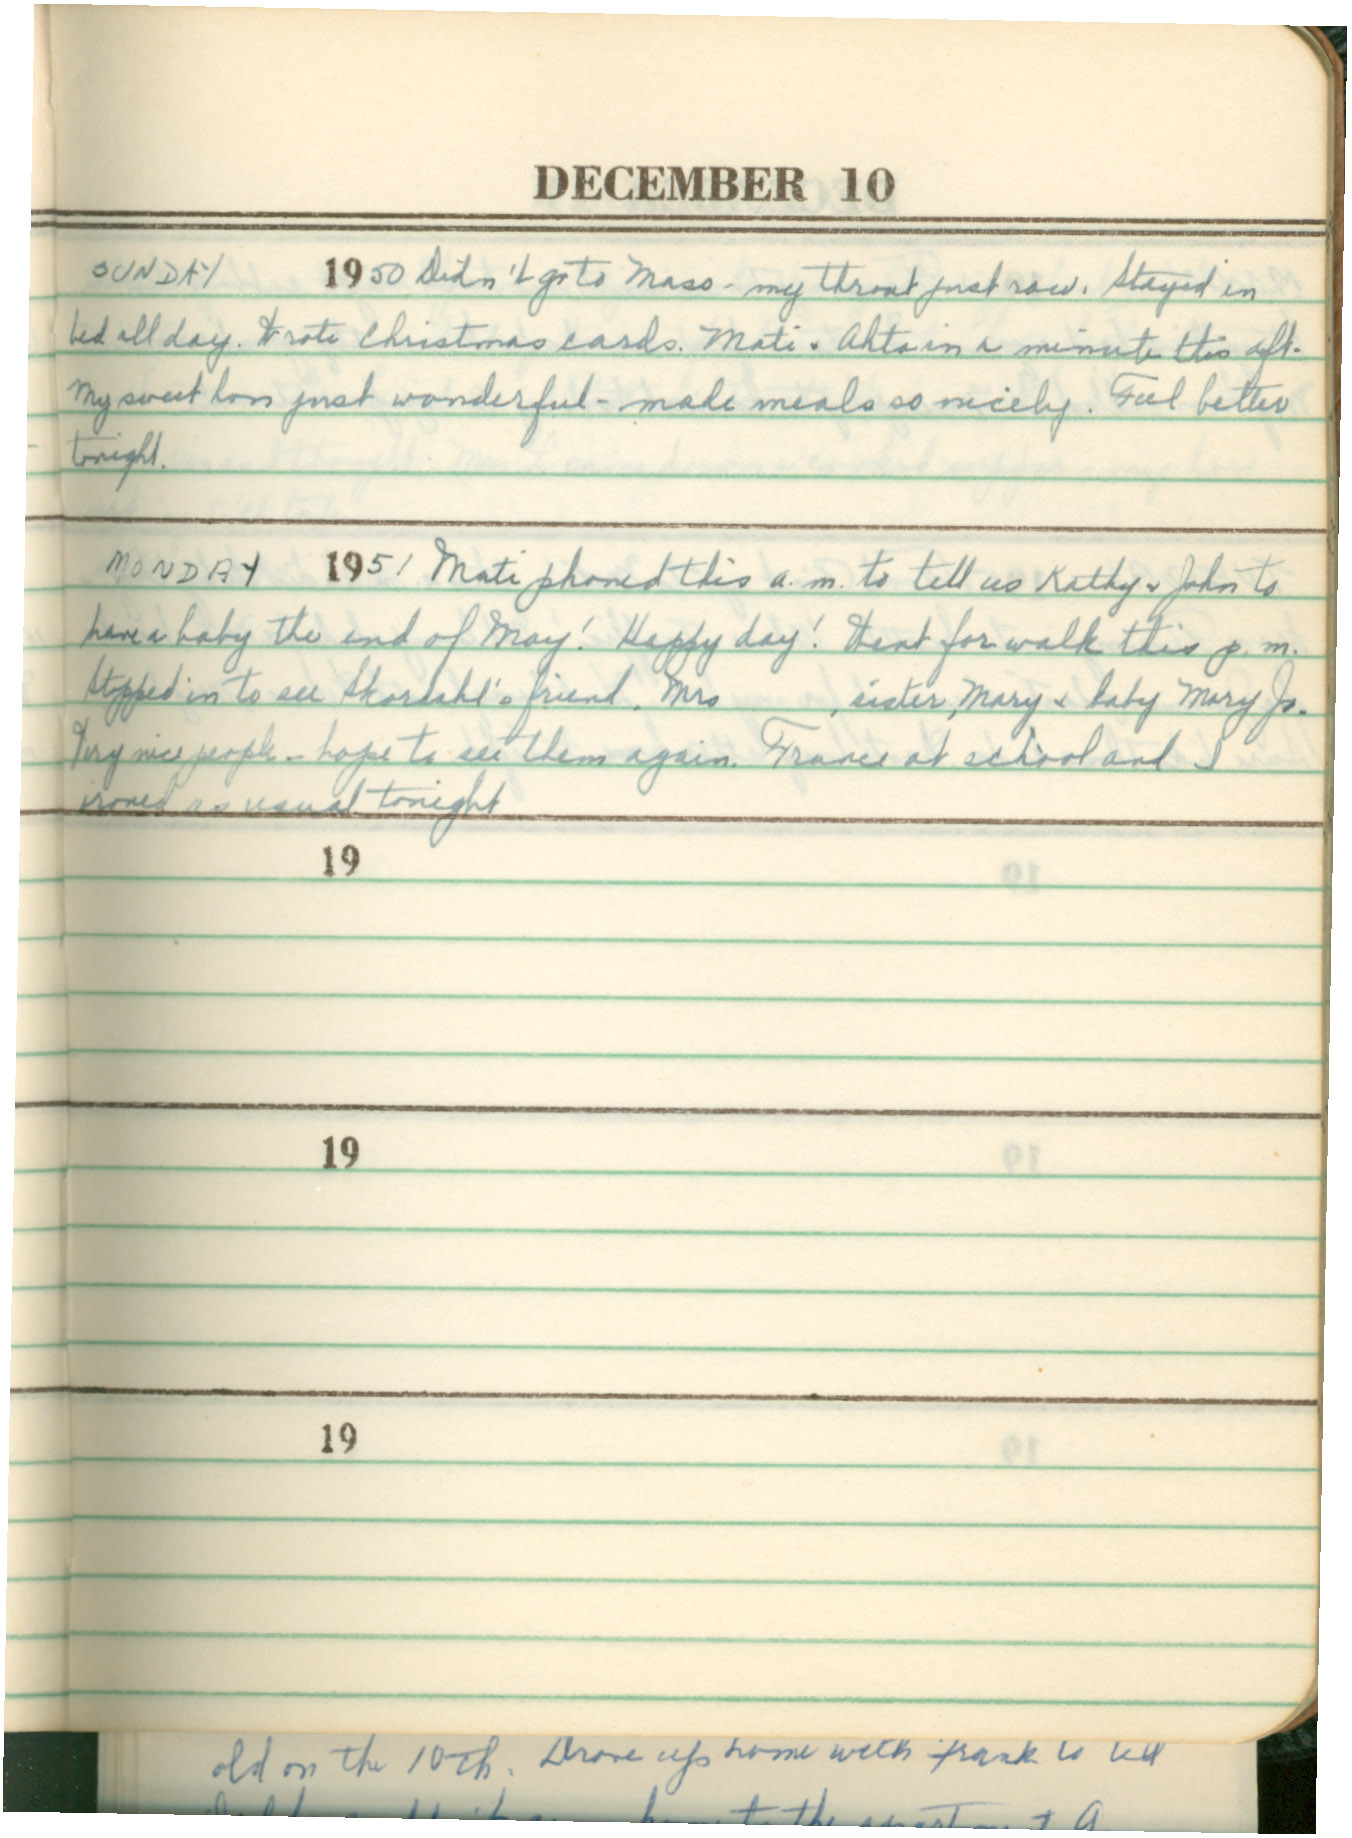 DECEMBER 10
SUNDAY 1950 Didn't go to Mass - my throat just raw. Stayed in
bed all day. Wrote Christmas cards. Mati & in a minute this aft.
My sweet hon just wonderful - made meals so nicely. Feel better
tonight.
MONDAY 1951 Mati phoned this a.m. to tell us Kathy & John to
have a baby the end of May! Happy day! Went for walk this p.m.
Stopped in to see friend. Mrs , sister, Mary & baby Mary Jo.
Very nice people - hope to see them again. France at school and I
ironed as usual tonight
19
19
19
old on the 10th. Drove up home with Frank to
home to the apartment